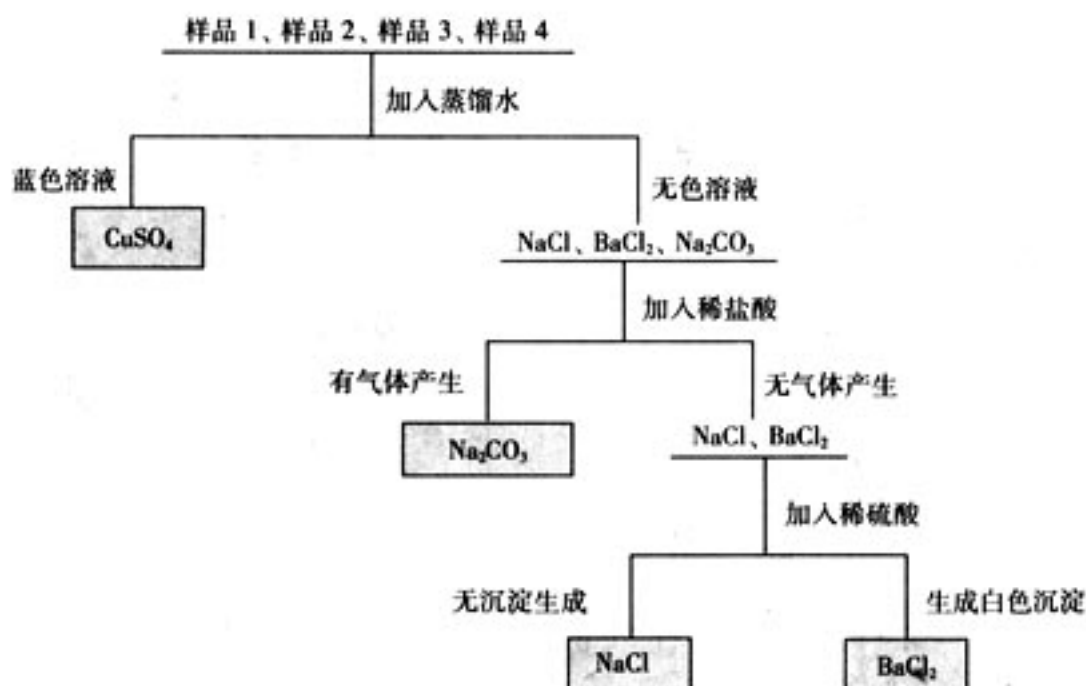 样品1、样品2、样品3、样品4
加入蒸馏水
蓝色溶液
无色溶液
CuSO₄
NaCl、BaCl₂、Na₂CO₃
加入稀盐酸
有气体产生
无气体产生
Na₂CO₃
NaCl、BaCl₂
加入稀硫酸
无沉淀生成
生成白色沉淀
NaCl
BaCl₂